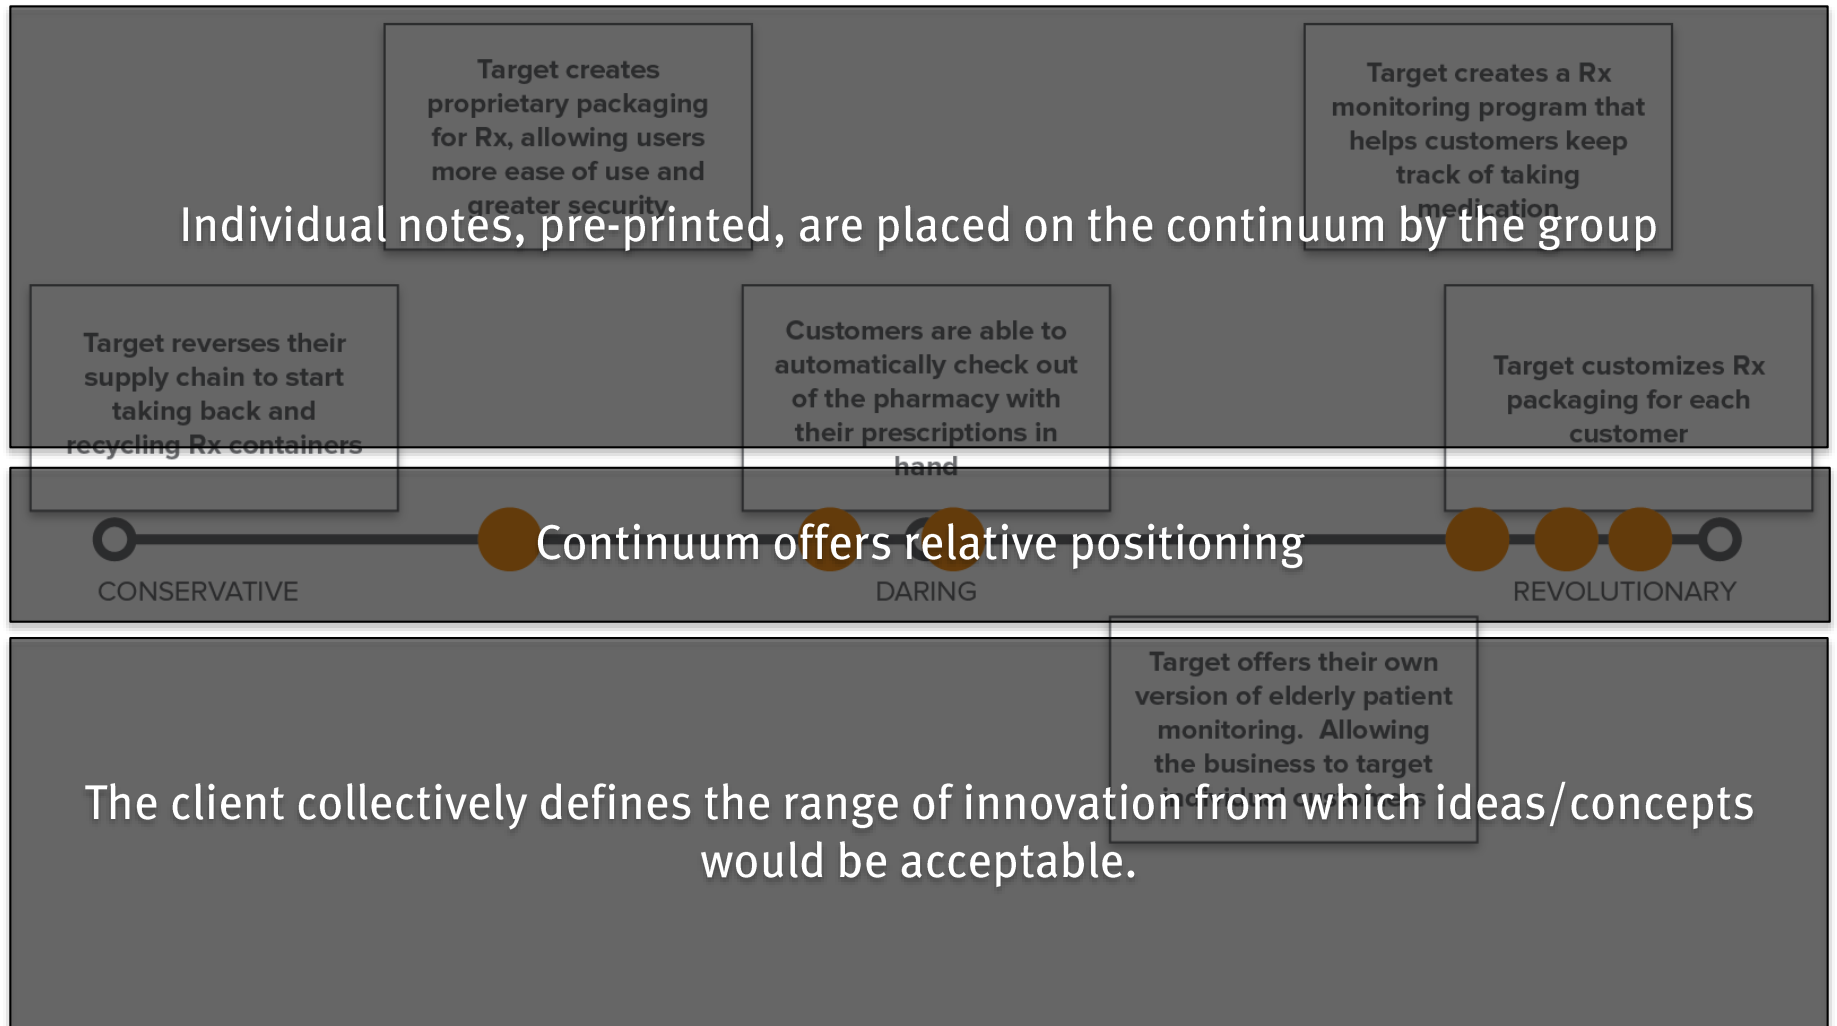 Target creates
proprietary packaging
for Rx, allowing users
more ease of use and
greater security
Target creates a Rx
monitoring program that
helps customers keep
track of taking
medication
Individual notes, pre-printed, are placed on the continuum by the group
Target reverses their
supply chain to start
taking back and
recycling Rx containers
Customers are able to
automatically check out
of the pharmacy with
their prescriptions in
hand
Target customizes Rx
packaging for each
customer
Continuum offers relative positioning
CONSERVATIVE
DARING
REVOLUTIONARY
Target offers their own
version of elderly patient
monitoring.  Allowing
the business to target
individual customers
The client collectively defines the range of innovation from which ideas/concepts
would be acceptable.